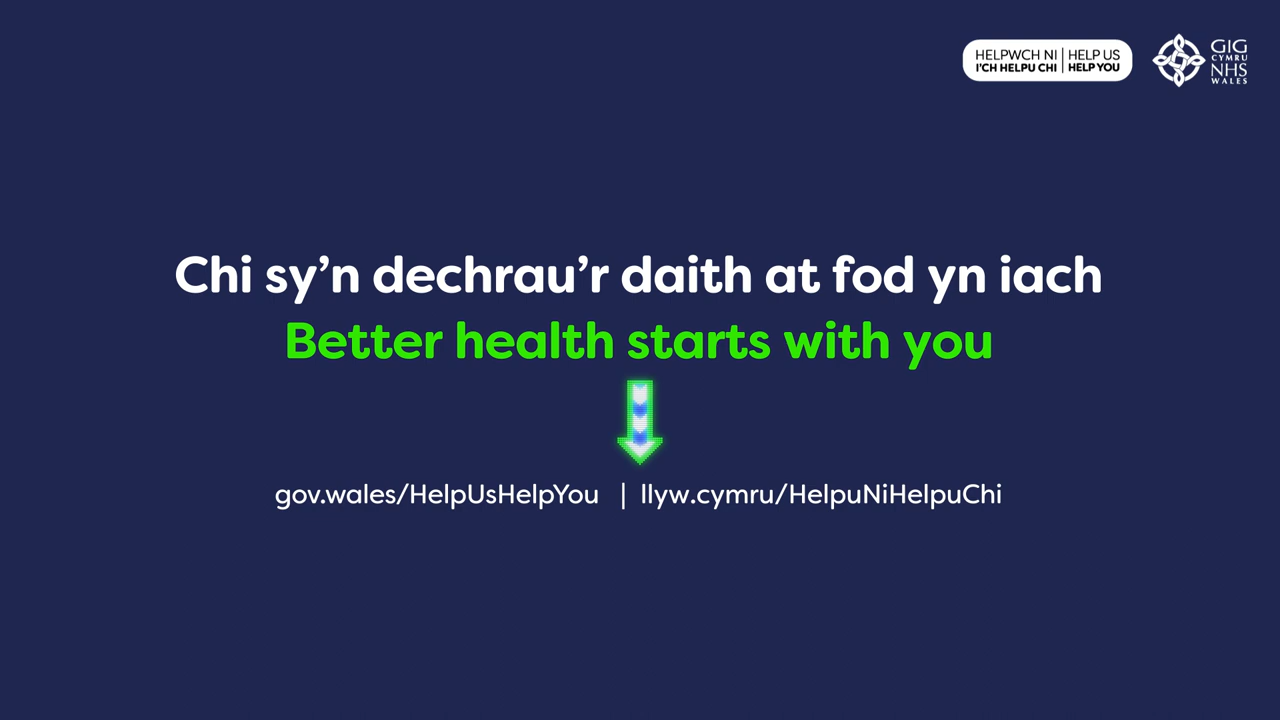 HELPWCH NI | HELP US
I'CH HELPU CHI | HELP YOU
GIG
CYMRU
NHS
WALES
Chi sy’n dechrau’r daith at fod yn iach
Better health starts with you
gov.wales/HelpUsHelpYou | llyw.cymru/HelpuNiHelpuChi